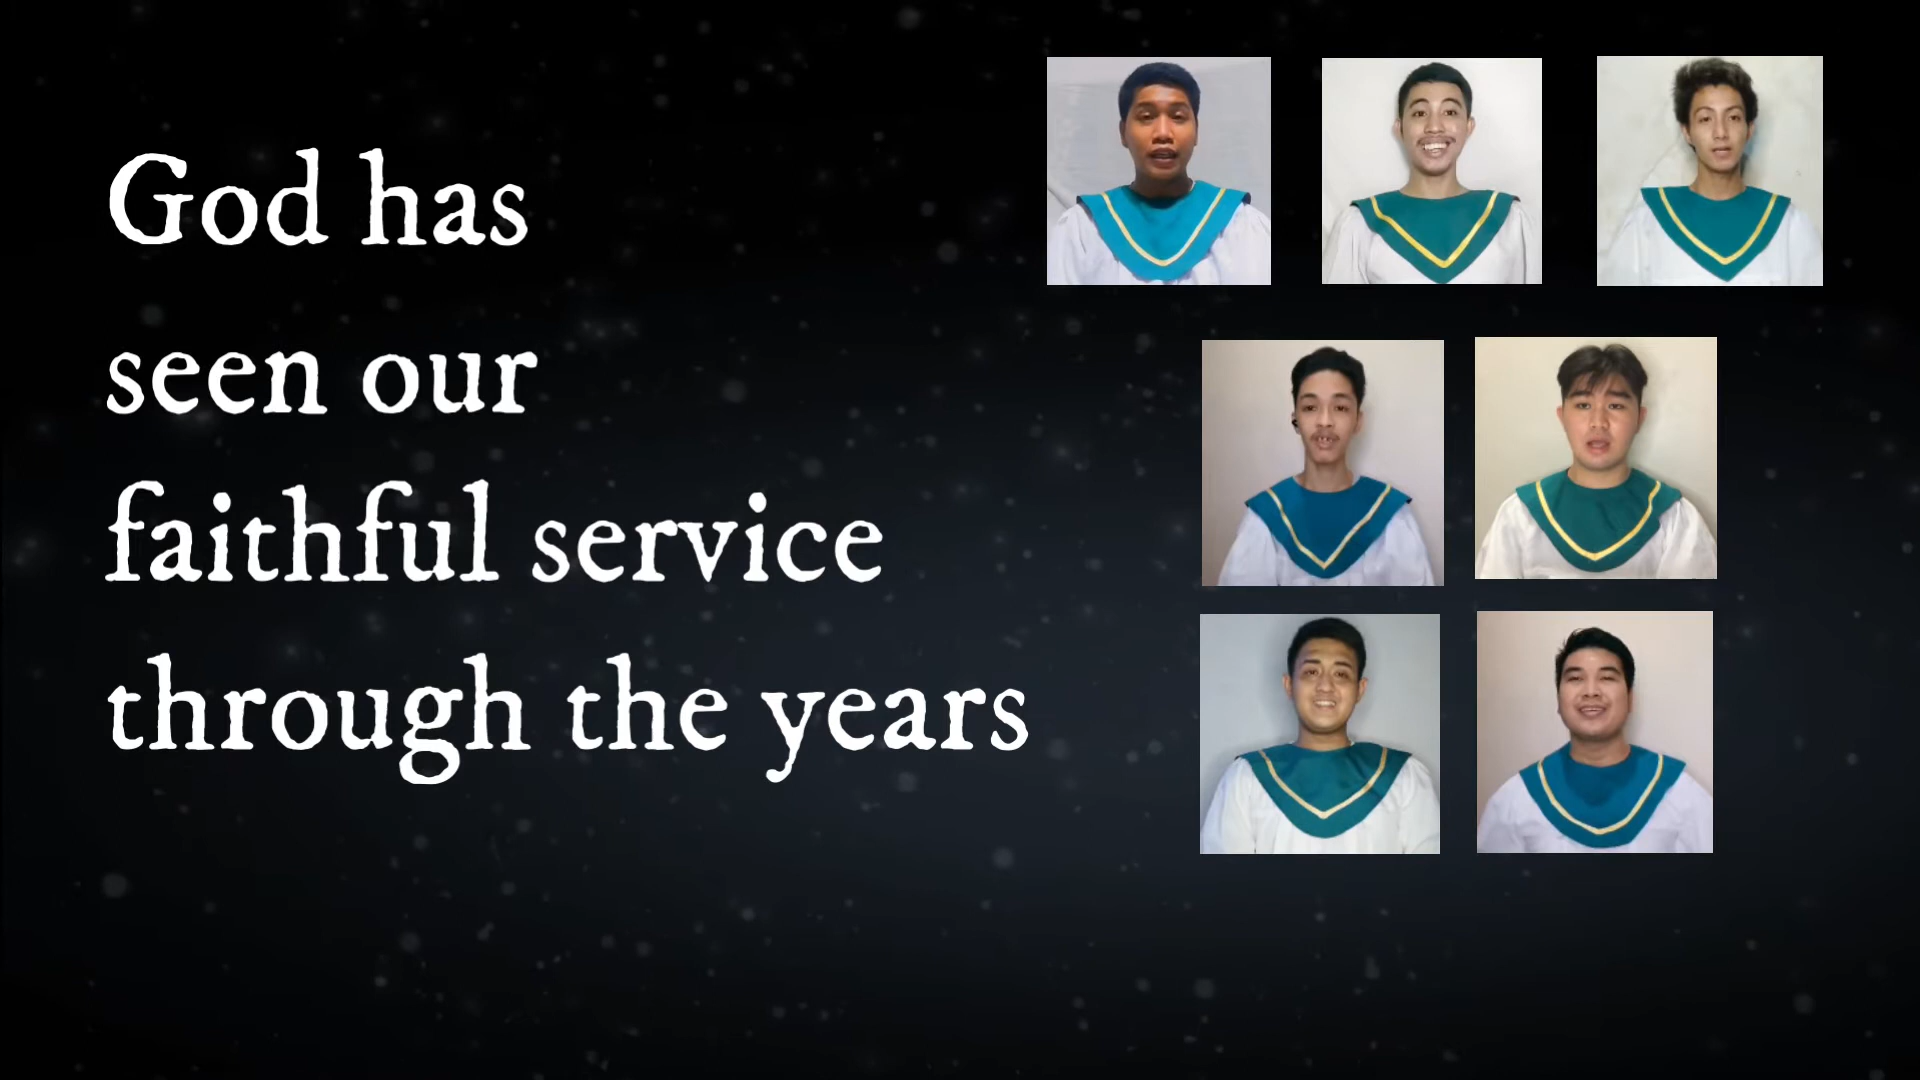 God has
seen our
faithful service
through the years